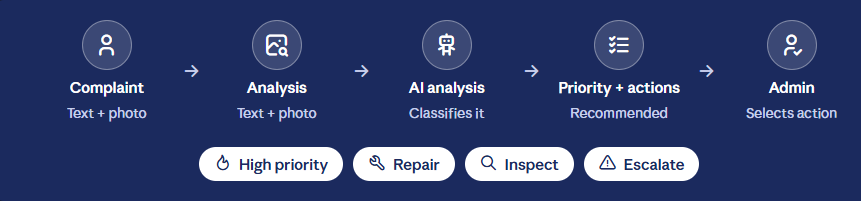 Complaint
Text + photo
Analysis
Text + photo
AI analysis
Classifies it
Priority + actions
Recommended
Admin
Selects action
High priority
Repair
Inspect
Escalate